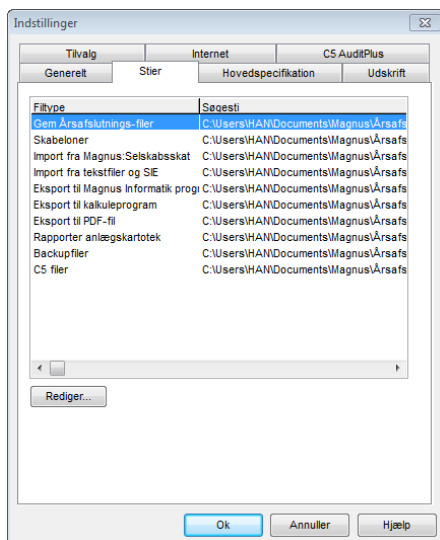 Indstillinger
Tilvalg Internet C5 AuditPlus
Generelt Stier Hovedspecifikation Udskrift
Filtype Søgesti
Gem Årsafslutnings-filer C:\Users\HAN\Documents\Magnus\Årsafs
Skabeloner C:\Users\HAN\Documents\Magnus\Årsafs
Import fra Magnus:Selskabsskat C:\Users\HAN\Documents\Magnus\Årsafs
Import fra tekstfiler og SIE C:\Users\HAN\Documents\Magnus\Årsafs
Eksport til Magnus Informatik progr C:\Users\HAN\Documents\Magnus\Årsafs
Eksport til kalkuleprogram C:\Users\HAN\Documents\Magnus\Årsafs
Eksport til PDF-fil C:\Users\HAN\Documents\Magnus\Årsafs
Rapporter anlægskartotek C:\Users\HAN\Documents\Magnus\Årsafs
Backupfiler C:\Users\HAN\Documents\Magnus\Årsafs
C5 filer C:\Users\HAN\Documents\Magnus\Årsafs
Rediger...
Ok Annuller Hjælp